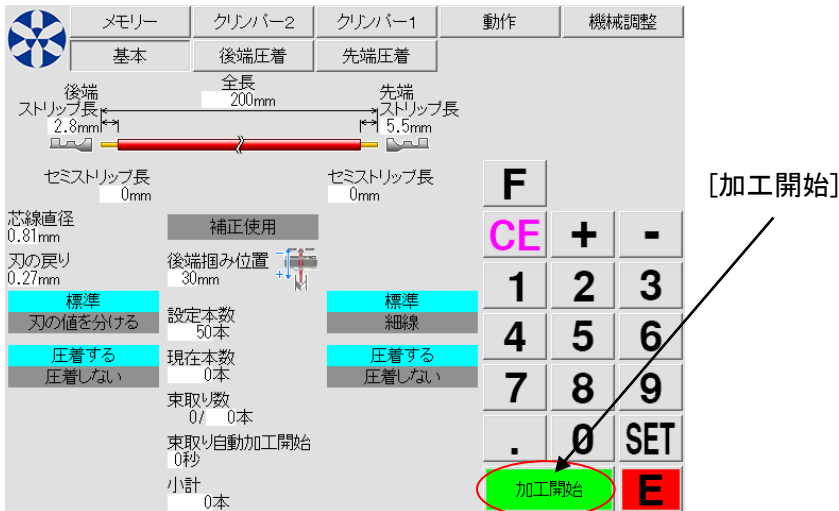 メモリー
クリンパー2
クリンパー1
動作
機械調整
基本
後端圧着
先端圧着
後端
ストリップ長
2.8mm
全長
200mm
先端
ストリップ長
5.5mm
セミストリップ長
0mm
セミストリップ長
0mm
芯線直径
0.81mm
補正使用
刃の戻り
0.27mm
後端掴み位置
30mm
標準
刃の値を分ける
設定本数
50本
標準
細線
圧着する
圧着しない
現在本数
0本
圧着する
圧着しない
束取り数
0/ 0本
束取り自動加工開始
0秒
小計
0本
F
CE + -
1 2 3
4 5 6
7 8 9
. 0 SET
加工開始 E
[加工開始]